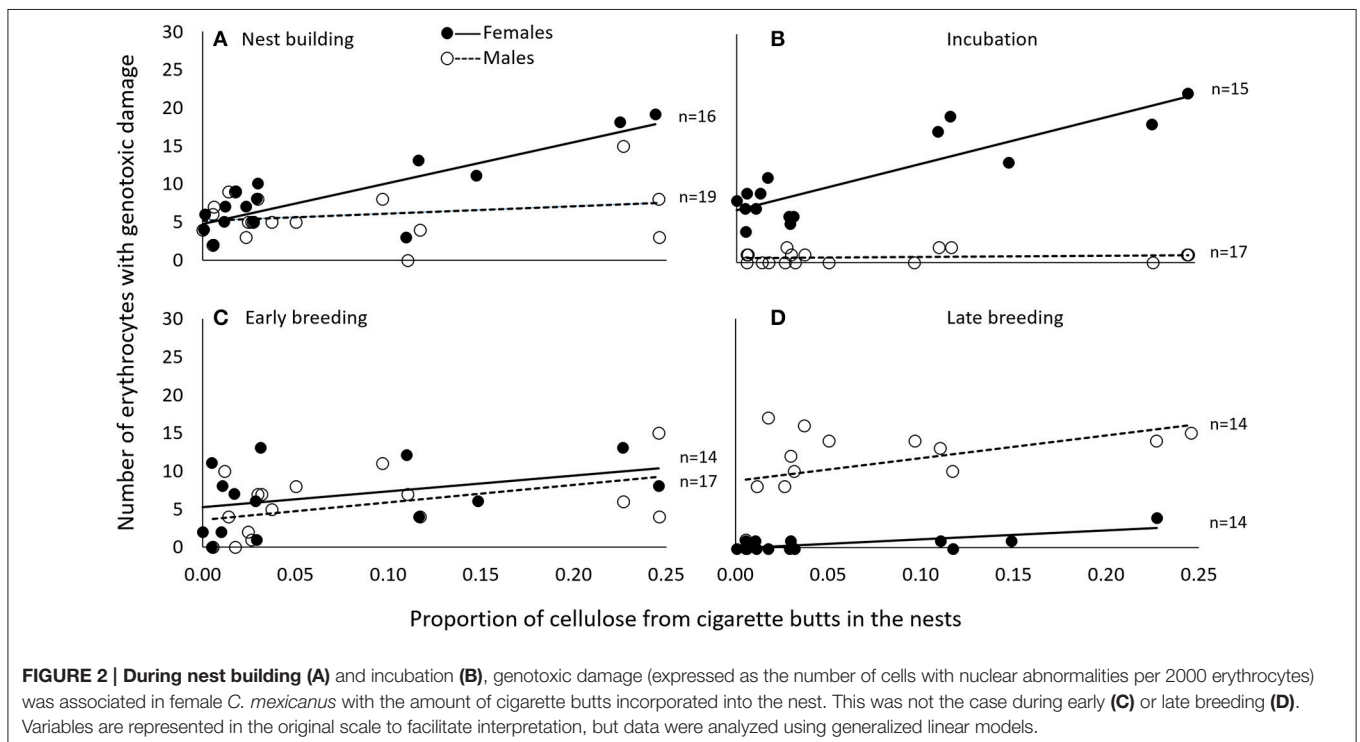 A Nest building
Females
Males
30
25
20
15
10
5
0
n=16
n=19
B Incubation
n=15
n=17
C Early breeding
30
25
20
15
10
5
0
n=14
n=17
0.00 0.05 0.10 0.15 0.20 0.25
D Late breeding
n=14
n=14
0.00 0.05 0.10 0.15 0.20 0.25
Number of erythrocytes with genotoxic damage
Proportion of cellulose from cigarette butts in the nests
FIGURE 2 | During nest building (A) and incubation (B), genotoxic damage (expressed as the number of cells with nuclear abnormalities per 2000 erythrocytes)
was associated in female C. mexicanus with the amount of cigarette butts incorporated into the nest. This was not the case during early (C) or late breeding (D).
Variables are represented in the original scale to facilitate interpretation, but data were analyzed using generalized linear models.